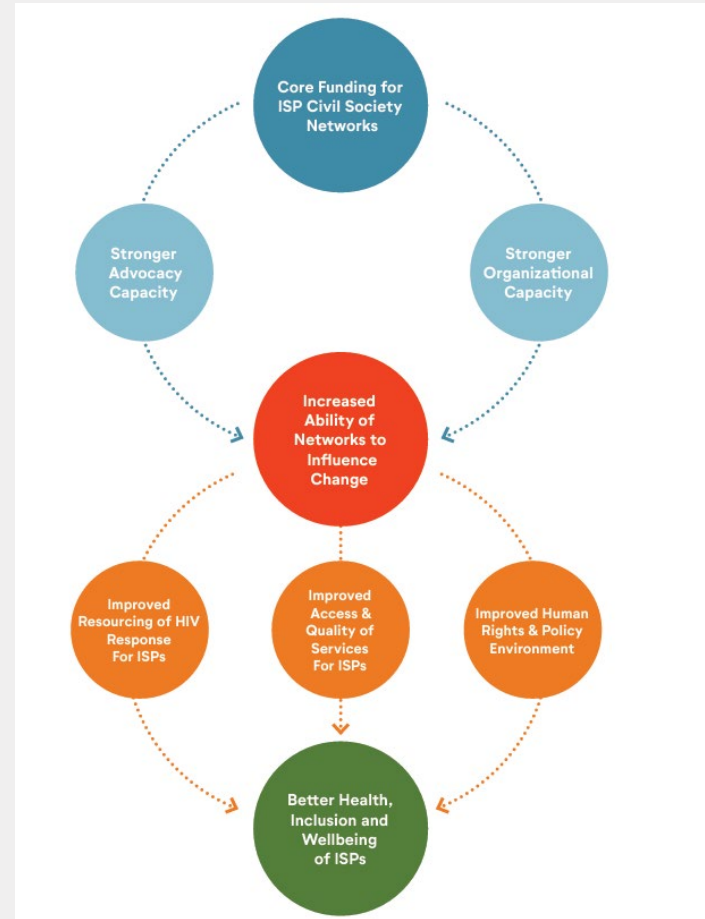 Core Funding for
ISP Civil Society
Networks
Stronger
Advocacy
Capacity
Stronger
Organizational
Capacity
Increased
Ability of
Networks to
Influence
Change
Improved
Resourcing of HIV
Response
For ISPs
Improved
Access &
Quality of
Services
For ISPs
Improved Human
Rights & Policy
Environment
Better Health,
Inclusion and
Wellbeing
of ISPs